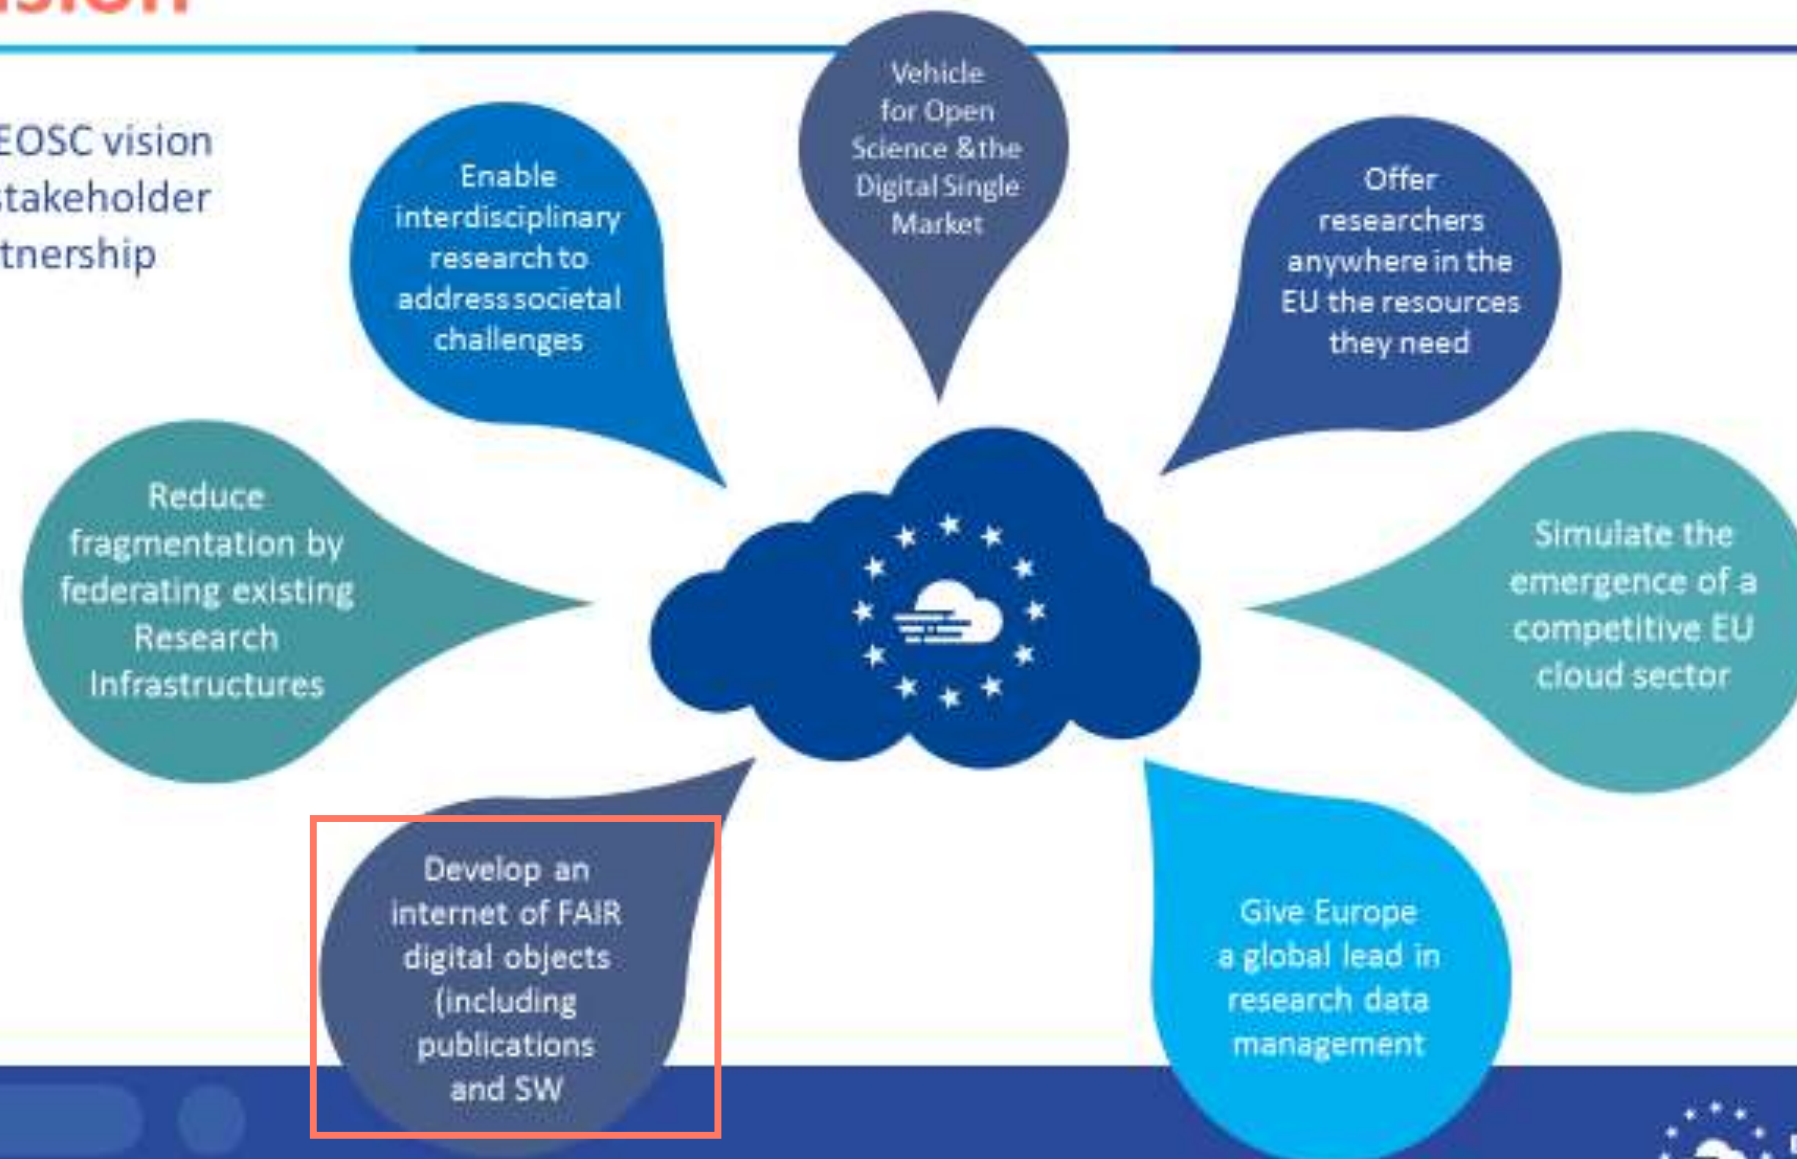 EOSC vision
stakeholder
Enable
interdisciplinary
research to
address societal
challenges
Vehicle
for Open
Science &the
Digital Single
Market
Offer
researchers
anywhere in the
EU the resources
they need
Reduce
fragmentation by
federating existing
Research
Infrastructures
Simulate the
emergence of a
competitive EU
cloud sector
Develop an
internet of FAIR
digital objects
(including
publications
and SW
Give Europe
a global lead in
research data
management